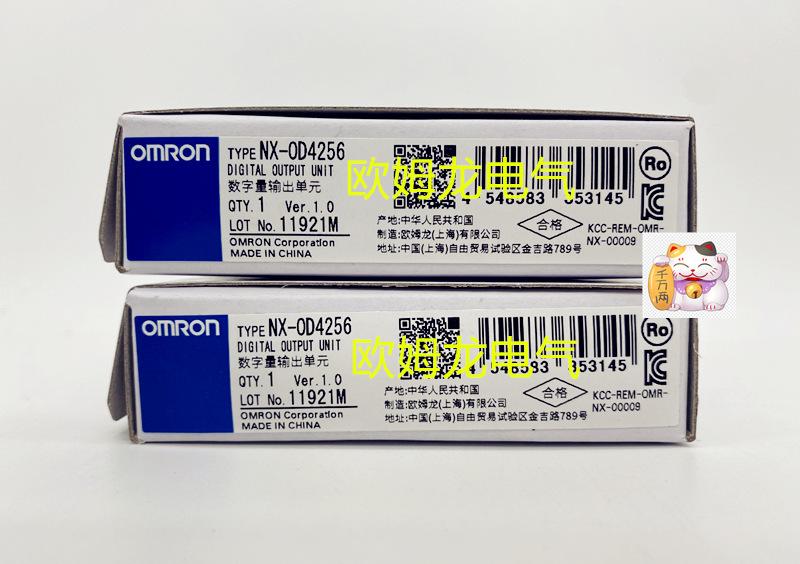 OMRON
TYPE NX-OD4256
DIGITAL OUTPUT UNIT
数字量输出单元
QTY. 1 Ver.1.0
LOT No. 11921M
OMRON Corporation
MADE IN CHINA
欧姆龙电气
4 548583 953145
产地:中华人民共和国
制造:欧姆龙(上海)有限公司
地址:中国(上海)自由贸易试验区金吉路789号
合格
Ro
KCC-REM-OMR-
NX-00009
千万两
OMRON
TYPE NX-OD4256
DIGITAL OUTPUT UNIT
数字量输出单元
QTY. 1 Ver.1.0
LOT No. 11921M
OMRON Corporation
MADE IN CHINA
欧姆龙电气
4 548583 953145
产地:中华人民共和国
制造:欧姆龙(上海)有限公司
地址:中国(上海)自由贸易试验区金吉路789号
合格
Ro
KCC-REM-OMR-
NX-00009